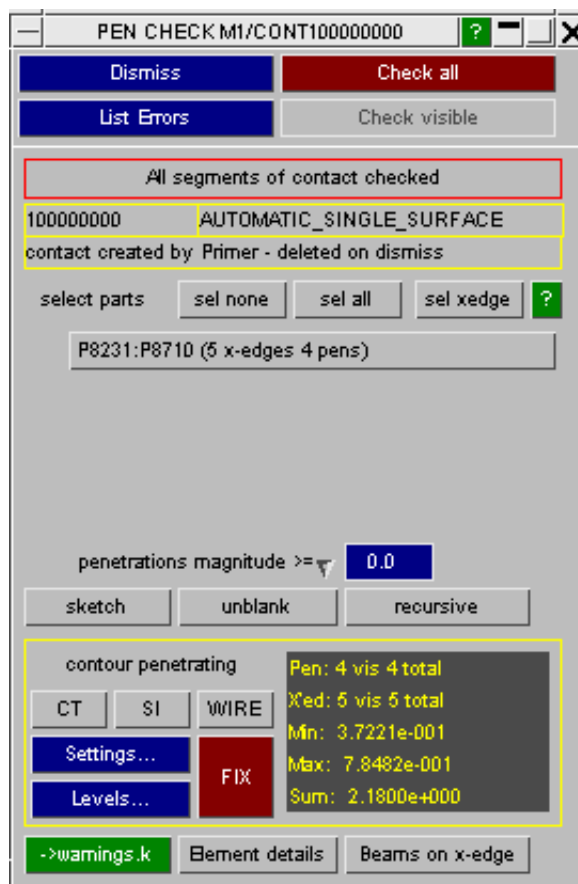 PEN CHECK M1/CONT100000000 ?
Dismiss Check all
List Errors Check visible
All segments of contact checked
100000000 AUTOMATIC_SINGLE_SURFACE
contact created by Primer - deleted on dismiss
select parts sel none sel all sel xedge ?
P8231:P8710 (5 x-edges 4 pens)
penetrations magnitude >= 0.0
sketch unblank recursive
contour penetrating
CT SI WIRE
Settings...
Levels...
FIX
Pen: 4 vis 4 total
X'ed: 5 vis 5 total
Min: 3.7221e-001
Max: 7.8482e-001
Sum: 2.1800e+000
->warnings.k Element details Beams on x-edge